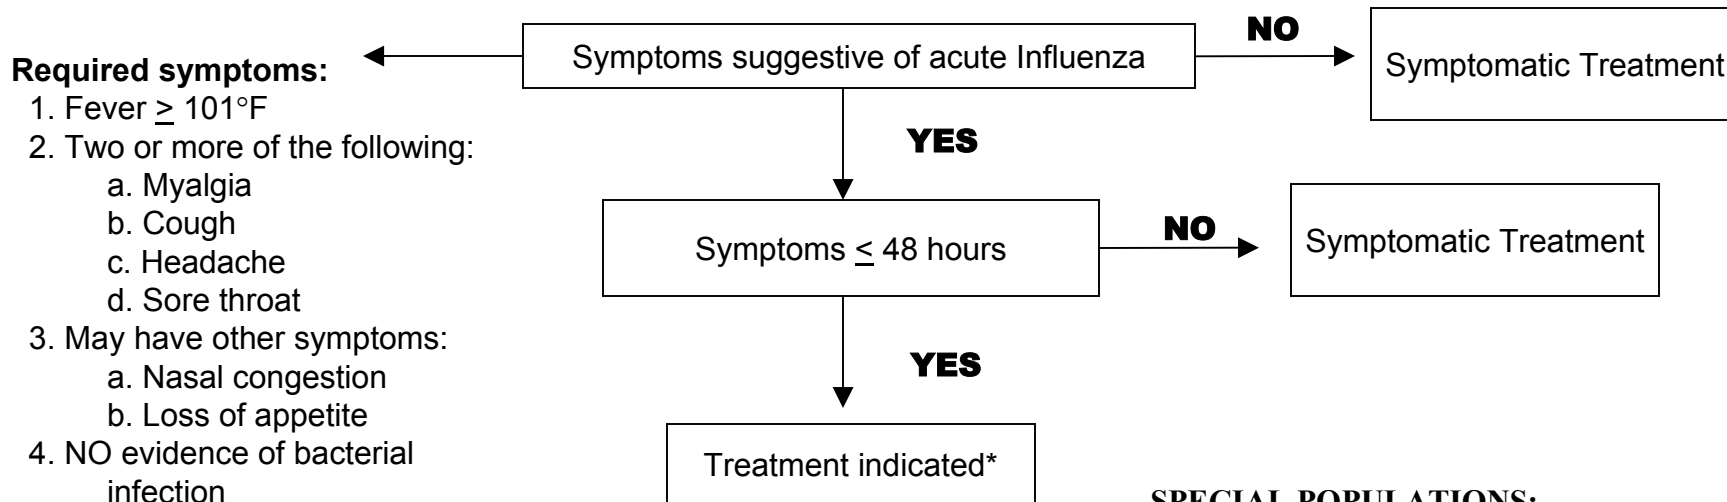 Symptoms suggestive of acute Influenza
NO
Symptomatic Treatment
Required symptoms:
1. Fever ≥ 101°F
2. Two or more of the following:
a. Myalgia
b. Cough
c. Headache
d. Sore throat
3. May have other symptoms:
a. Nasal congestion
b. Loss of appetite
4. NO evidence of bacterial
infection
YES
Symptoms ≤ 48 hours
NO
Symptomatic Treatment
YES
Treatment indicated*
SPECIAL POPULATIONS: